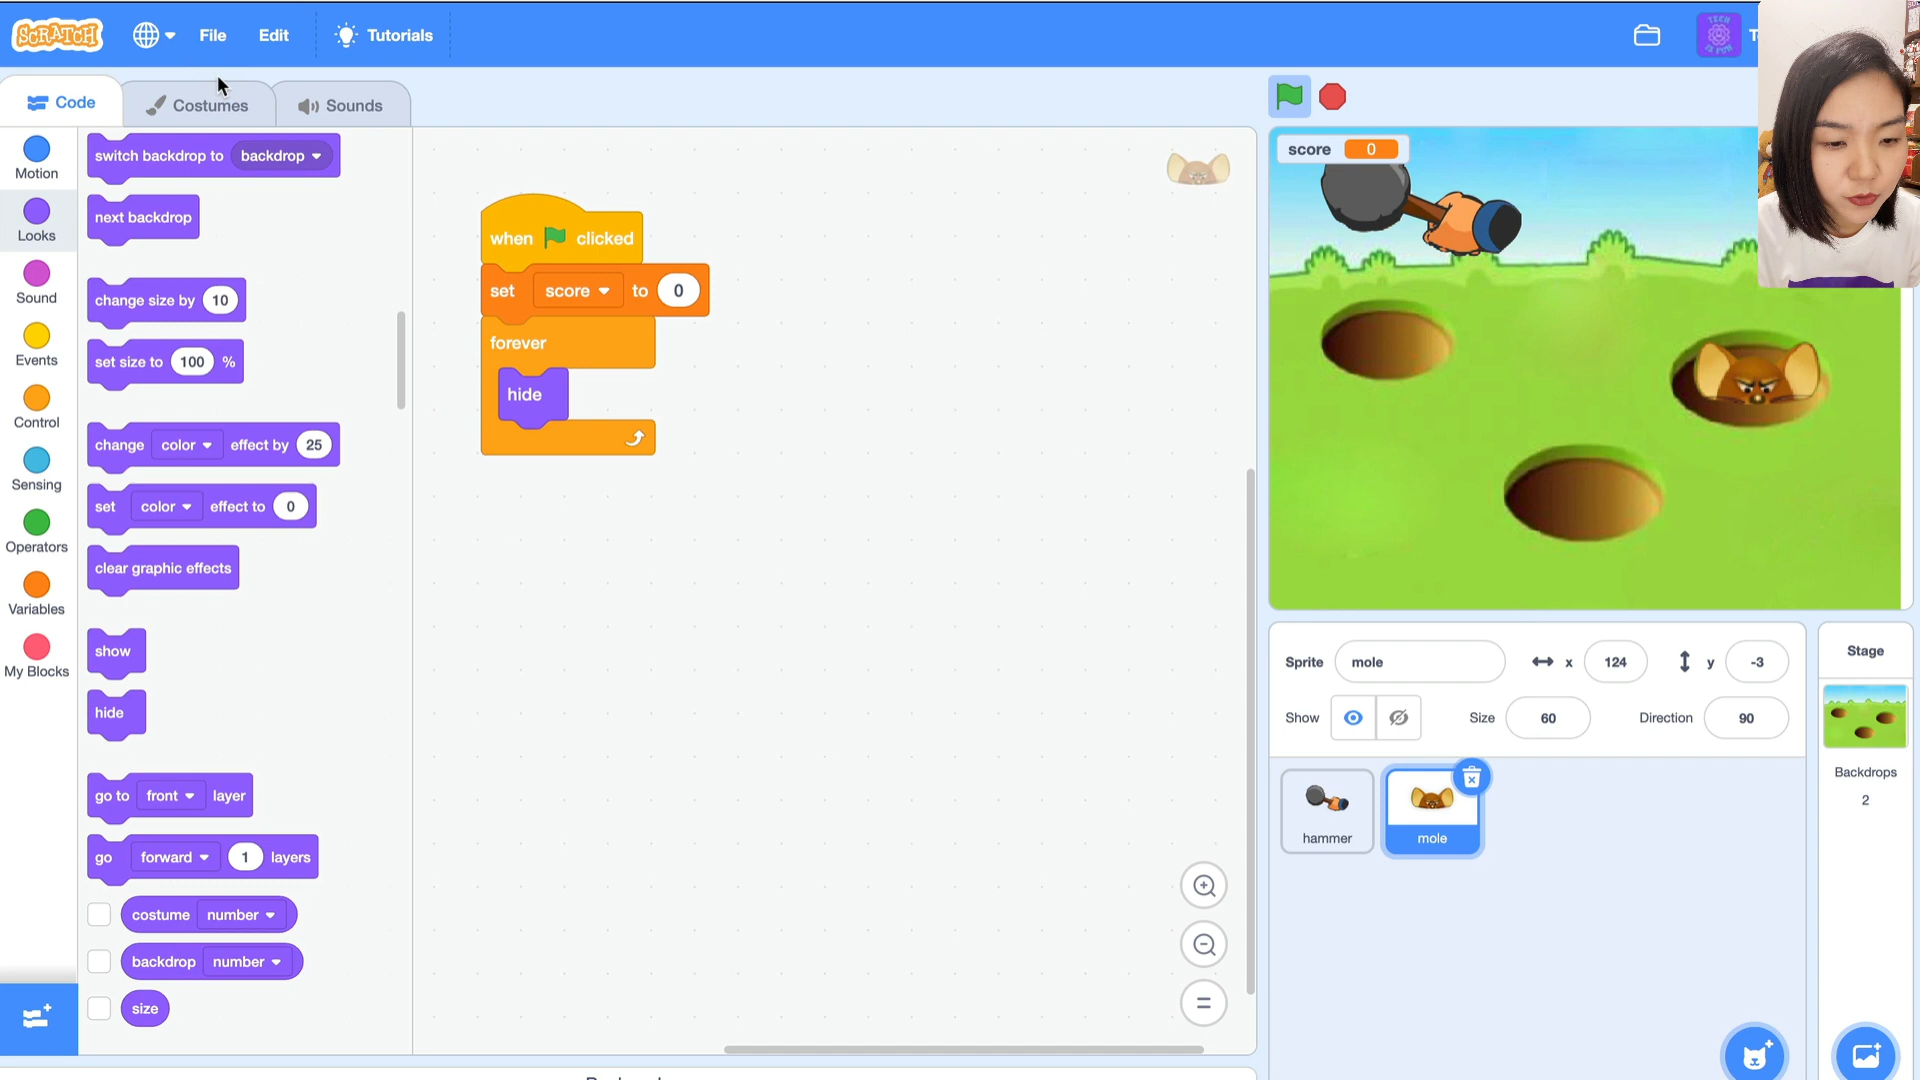 SCRATCH
File
Edit
Tutorials
TECH
IS FUN
Code
Costumes
Sounds
Motion
Looks
Sound
Events
Control
Sensing
Operators
Variables
My Blocks
switch backdrop to backdrop
next backdrop
change size by 10
set size to 100 %
change color effect by 25
set color effect to 0
clear graphic effects
show
hide
go to front layer
go forward 1 layers
costume number
backdrop number
size
when clicked
set score to 0
forever
hide
score 0
Sprite mole x 124 y -3
Show Size 60 Direction 90
hammer
mole
Stage
Backdrops
2